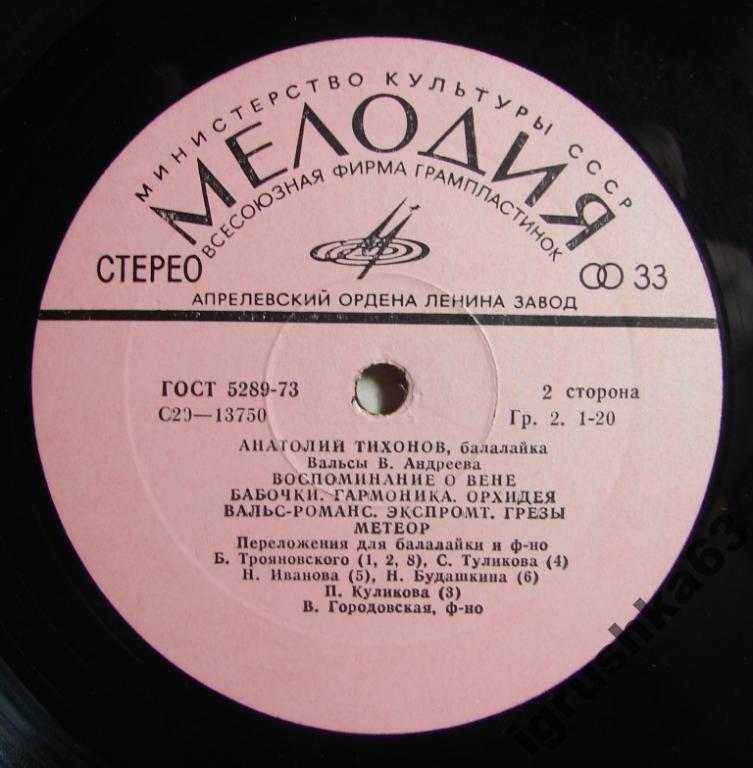 МИНИСТЕРСТВО КУЛЬТУРЫ СССР
МЕЛОДИЯ
ВСЕСОЮЗНАЯ ФИРМА ГРАМПЛАСТИНОК
СТЕРЕО
33
АПРЕЛЕВСКИЙ ОРДЕНА ЛЕНИНА ЗАВОД
ГОСТ 5289-73
2 сторона
С20—13750
Гр. 2. 1-20
АНАТОЛИЙ ТИХОНОВ, балалайка
Вальсы В. Андреева
ВОСПОМИНАНИЕ О ВЕНЕ
БАБОЧКИ. ГАРМОНИКА. ОРХИДЕЯ
ВАЛЬС-РОМАНС. ЭКСПРОМТ. ГРЕЗЫ
МЕТЕОР
Переложения для балалайки и ф-но
Б. Трояновского (1, 2, 8), С. Туликова (4)
Н. Иванова (5), Н. Будашкина (6)
П. Куликова (3)
В. Городовская, ф-но
igrushka63